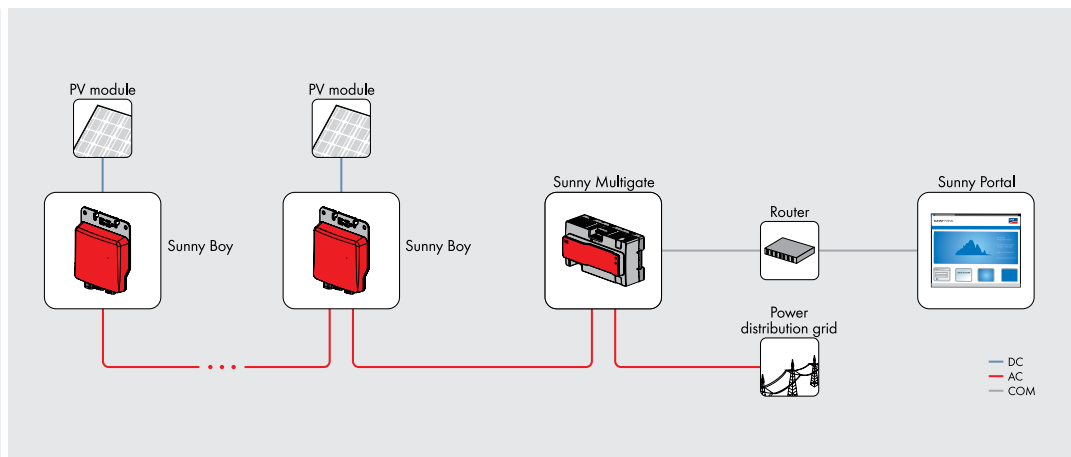 PV module
PV module
Sunny Boy
Sunny Boy
Sunny Multigate
Router
Sunny Portal
Power
distribution grid
DC
AC
COM